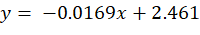 y = −0.0169x + 2.461